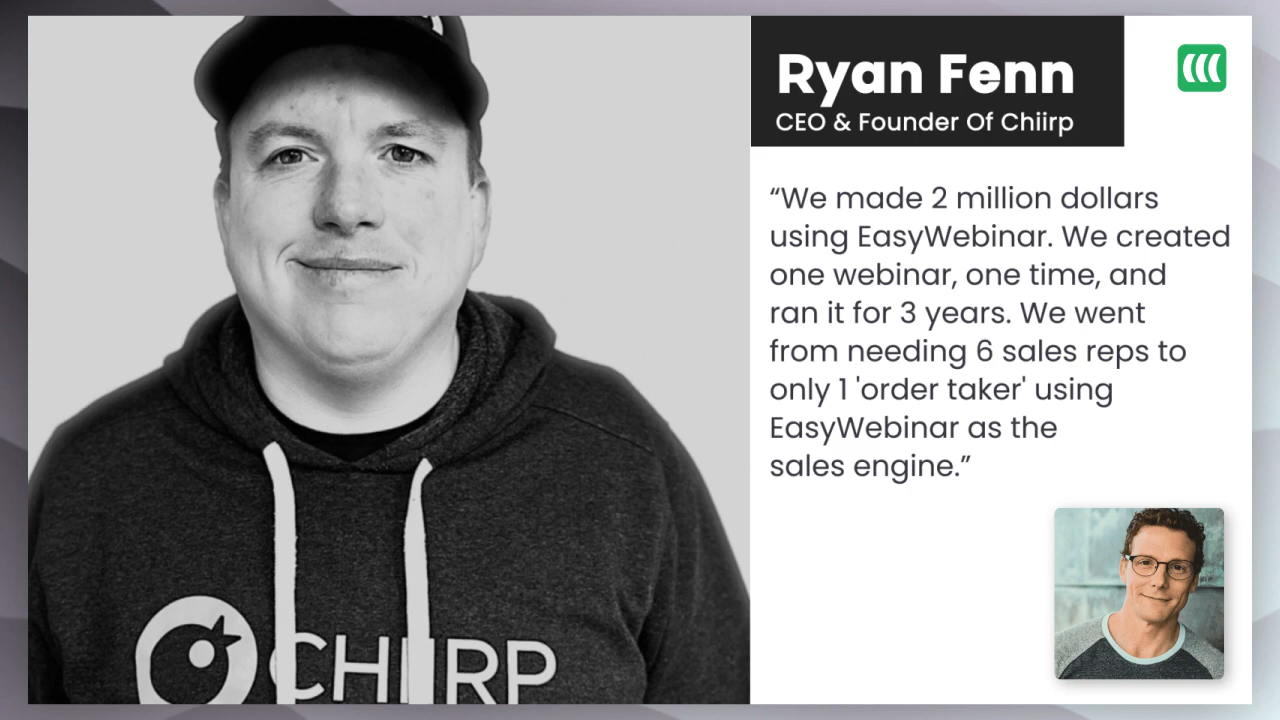 Ryan Fenn
CEO & Founder Of Chiirp
“We made 2 million dollars
using EasyWebinar. We created
one webinar, one time, and
ran it for 3 years. We went
from needing 6 sales reps to
only 1 'order taker' using
EasyWebinar as the
sales engine.”
CHIIRP